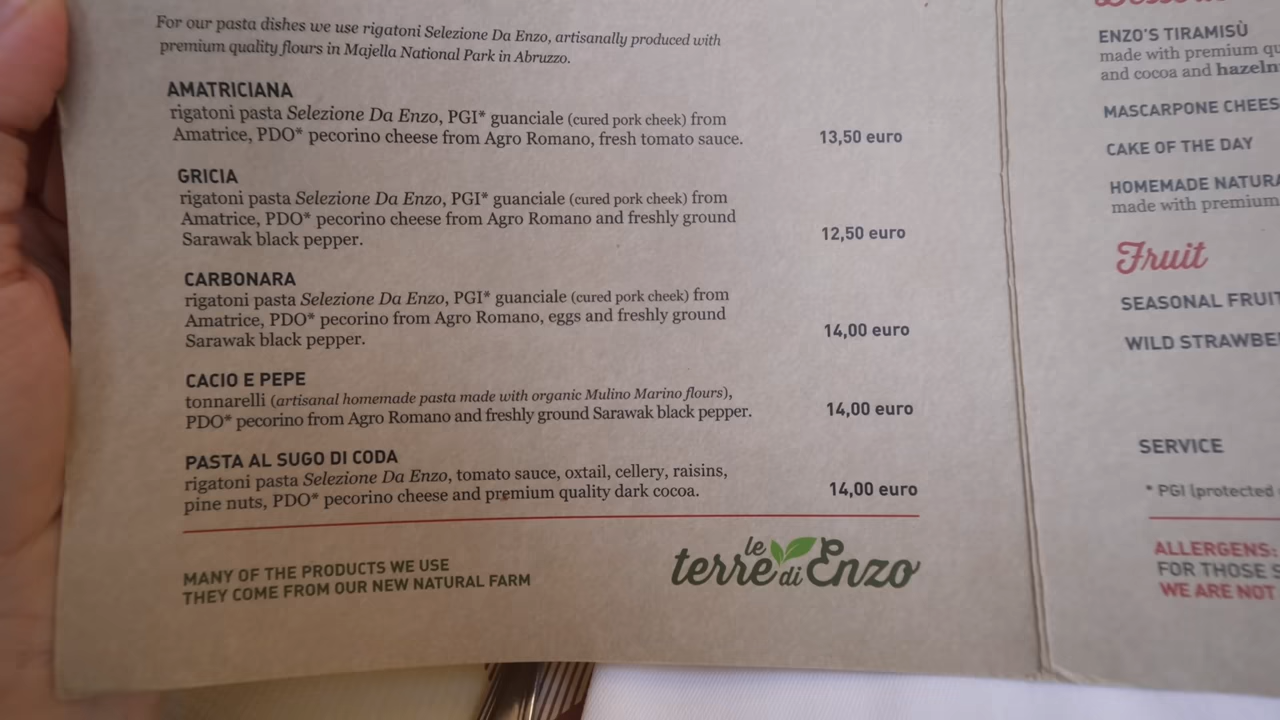 For our pasta dishes we use rigatoni Selezione Da Enzo, artisanally produced with
premium quality flours in Majella National Park in Abruzzo.
AMATRICIANA
rigatoni pasta Selezione Da Enzo, PGI* guanciale (cured pork cheek) from
Amatrice, PDO* pecorino cheese from Agro Romano, fresh tomato sauce.
13,50 euro
GRICIA
rigatoni pasta Selezione Da Enzo, PGI* guanciale (cured pork cheek) from
Amatrice, PDO* pecorino cheese from Agro Romano and freshly ground
Sarawak black pepper.
12,50 euro
CARBONARA
rigatoni pasta Selezione Da Enzo, PGI* guanciale (cured pork cheek) from
Amatrice, PDO* pecorino from Agro Romano, eggs and freshly ground
Sarawak black pepper.
14,00 euro
CACIO E PEPE
tonnarelli (artisanal homemade pasta made with organic Mulino Marino flours),
PDO* pecorino from Agro Romano and freshly ground Sarawak black pepper.
14,00 euro
PASTA AL SUGO DI CODA
rigatoni pasta Selezione Da Enzo, tomato sauce, oxtail, cellery, raisins,
pine nuts, PDO* pecorino cheese and premium quality dark cocoa.
14,00 euro
MANY OF THE PRODUCTS WE USE
THEY COME FROM OUR NEW NATURAL FARM
le terre di Enzo
ENZO'S TIRAMISÙ
made with premium
and cocoa and
MASCARPONE
CAKE OF THE DAY
HOMEMADE
made with premium
Fruit
SEASONAL
WILD
SERVICE
* PGI (protected
ALLERGENS:
FOR THOSE
WE ARE NOT